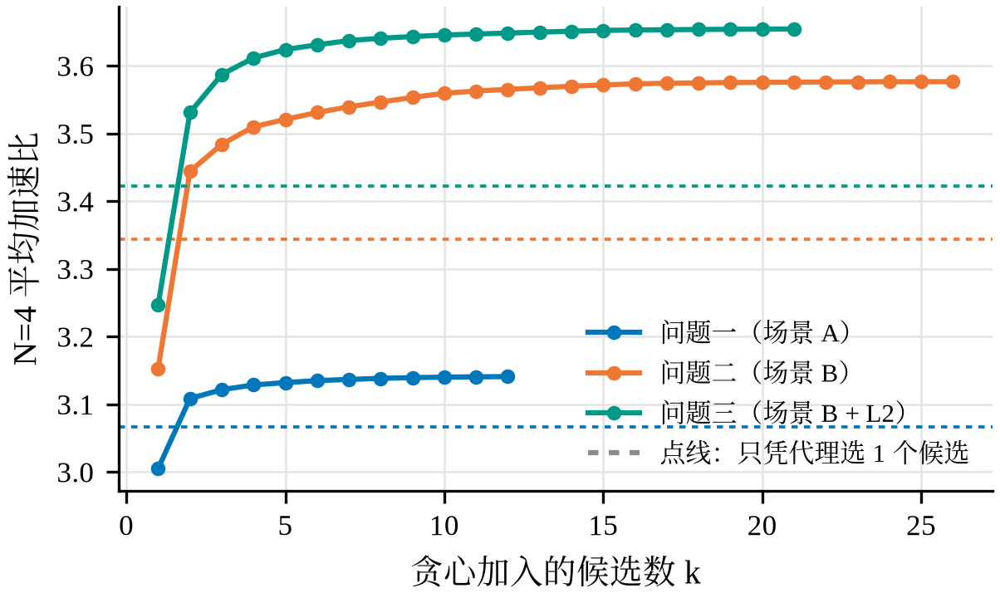 N=4 平均加速比
3.6
3.5
3.4
3.3
3.2
3.1
3.0
问题一（场景 A）
问题二（场景 B）
问题三（场景 B + L2）
点线：只凭代理选 1 个候选
0 5 10 15 20 25
贪心加入的候选数 k